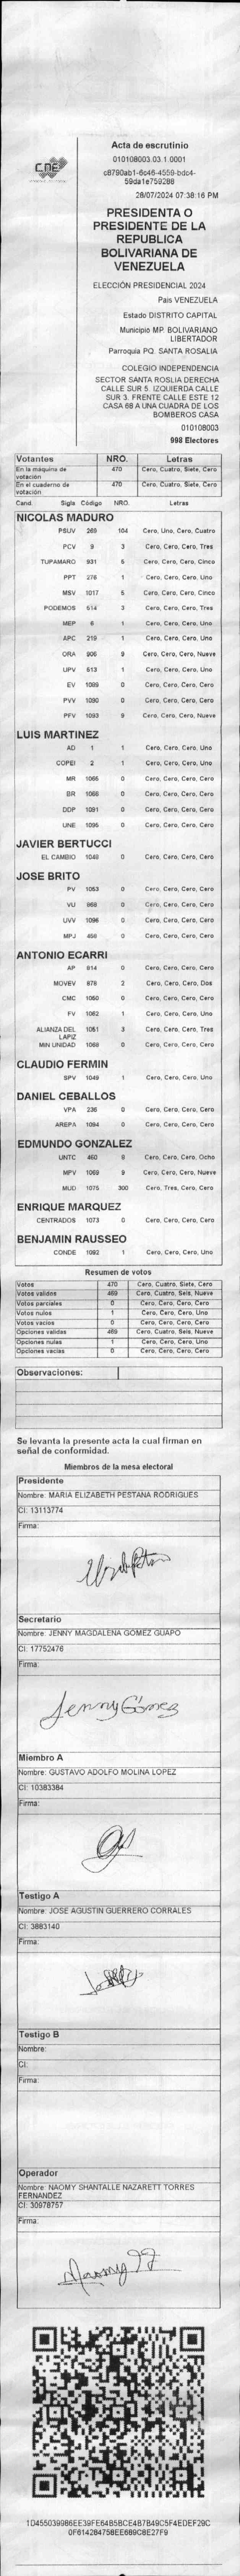 CNE
Acta de escrutinio
010108003.03.1.0001
c8790ab1-6c46-4559-bdc4-
59da1e759288
28/07/2024 07:38:16 PM
PRESIDENTA O
PRESIDENTE DE LA
REPUBLICA
BOLIVARIANA DE
VENEZUELA
ELECCIÓN PRESIDENCIAL 2024
Pais VENEZUELA
Estado DISTRITO CAPITAL
Municipio MP. BOLIVARIANO
LIBERTADOR
Parroquia PQ. SANTA ROSALIA
COLEGIO INDEPENDENCIA
SECTOR SANTA ROSLIA DERECHA
CALLE SUR 5. IZQUIERDA CALLE
SUR 3. FRENTE CALLE ESTE 12
CASA 68 A UNA CUADRA DE LOS
BOMBEROS CASA
010108003
998 Electores
Votantes NRO. Letras
En la máquina de votación 470 Cero, Cuatro, Siete, Cero
En el cuaderno de votación 470 Cero, Cuatro, Siete, Cero
Cand. Sigla Código NRO. Letras
NICOLAS MADURO
PSUV 269 104 Cero, Uno, Cero, Cuatro
PCV 9 3 Cero, Cero, Cero, Tres
TUPAMARO 931 5 Cero, Cero, Cero, Cinco
PPT 276 1 Cero, Cero, Cero, Uno
MSV 1017 5 Cero, Cero, Cero, Cinco
PODEMOS 514 3 Cero, Cero, Cero, Tres
MEP 6 1 Cero, Cero, Cero, Uno
APC 219 1 Cero, Cero, Cero, Uno
ORA 906 9 Cero, Cero, Cero, Nueve
UPV 513 1 Cero, Cero, Cero, Uno
EV 1089 0 Cero, Cero, Cero, Cero
PVV 1090 0 Cero, Cero, Cero, Cero
PFV 1093 9 Cero, Cero, Cero, Nueve
LUIS MARTINEZ
AD 1 1 Cero, Cero, Cero, Uno
COPEI 2 1 Cero, Cero, Cero, Uno
MR 1065 0 Cero, Cero, Cero, Cero
BR 1066 0 Cero, Cero, Cero, Cero
DDP 1091 0 Cero, Cero, Cero, Cero
UNE 1095 0 Cero, Cero, Cero, Cero
JAVIER BERTUCCI
EL CAMBIO 1048 0 Cero, Cero, Cero, Cero
JOSE BRITO
PV 1053 0 Cero, Cero, Cero, Cero
VU 868 0 Cero, Cero, Cero, Cero
UVV 1096 0 Cero, Cero, Cero, Cero
MPJ 458 0 Cero, Cero, Cero, Cero
ANTONIO ECARRI
AP 814 0 Cero, Cero, Cero, Cero
MOVEV 878 2 Cero, Cero, Cero, Dos
CMC 1050 0 Cero, Cero, Cero, Cero
FV 1062 1 Cero, Cero, Cero, Uno
ALIANZA DEL LAPIZ 1051 3 Cero, Cero, Cero, Tres
MIN UNIDAD 1088 0 Cero, Cero, Cero, Cero
CLAUDIO FERMIN
SPV 1049 1 Cero, Cero, Cero, Uno
DANIEL CEBALLOS
VPA 236 0 Cero, Cero, Cero, Cero
AREPA 1094 0 Cero, Cero, Cero, Cero
EDMUNDO GONZALEZ
UNTC 460 8 Cero, Cero, Cero, Ocho
MPV 1069 9 Cero, Cero, Cero, Nueve
MUD 1075 300 Cero, Tres, Cero, Cero
ENRIQUE MARQUEZ
CENTRADOS 1073 0 Cero, Cero, Cero, Cero
BENJAMIN RAUSSEO
CONDE 1092 1 Cero, Cero, Cero, Uno
Resumen de votos
Votos 470 Cero, Cuatro, Siete, Cero
Votos validos 469 Cero, Cuatro, Seis, Nueve
Votos parciales 0 Cero, Cero, Cero, Cero
Votos nulos 1 Cero, Cero, Cero, Uno
Votos vacios 0 Cero, Cero, Cero, Cero
Opciones validas 469 Cero, Cuatro, Seis, Nueve
Opciones nulas 1 Cero, Cero, Cero, Uno
Opciones vacias 0 Cero, Cero, Cero, Cero
Observaciones:
Se levanta la presente acta la cual firman en
señal de conformidad.
Miembros de la mesa electoral
Presidente
Nombre: MARIA ELIZABETH PESTANA RODRIGUES
CI: 13113774
Firma:
Secretario
Nombre: JENNY MAGDALENA GOMEZ GUAPO
CI: 17752476
Firma:
Jenny Gómez
Miembro A
Nombre: GUSTAVO ADOLFO MOLINA LOPEZ
CI: 10383384
Firma:
Testigo A
Nombre: JOSE AGUSTIN GUERRERO CORRALES
CI: 3883140
Firma:
Testigo B
Nombre:
CI:
Firma:
Operador
Nombre: NAOMY SHANTALLE NAZARETT TORRES
FERNANDEZ
CI: 30978757
Firma:
1D455039986EE39FE64B5BCE4B7B49C5F4EDEF29C
0F614284758EE689C8E27F9